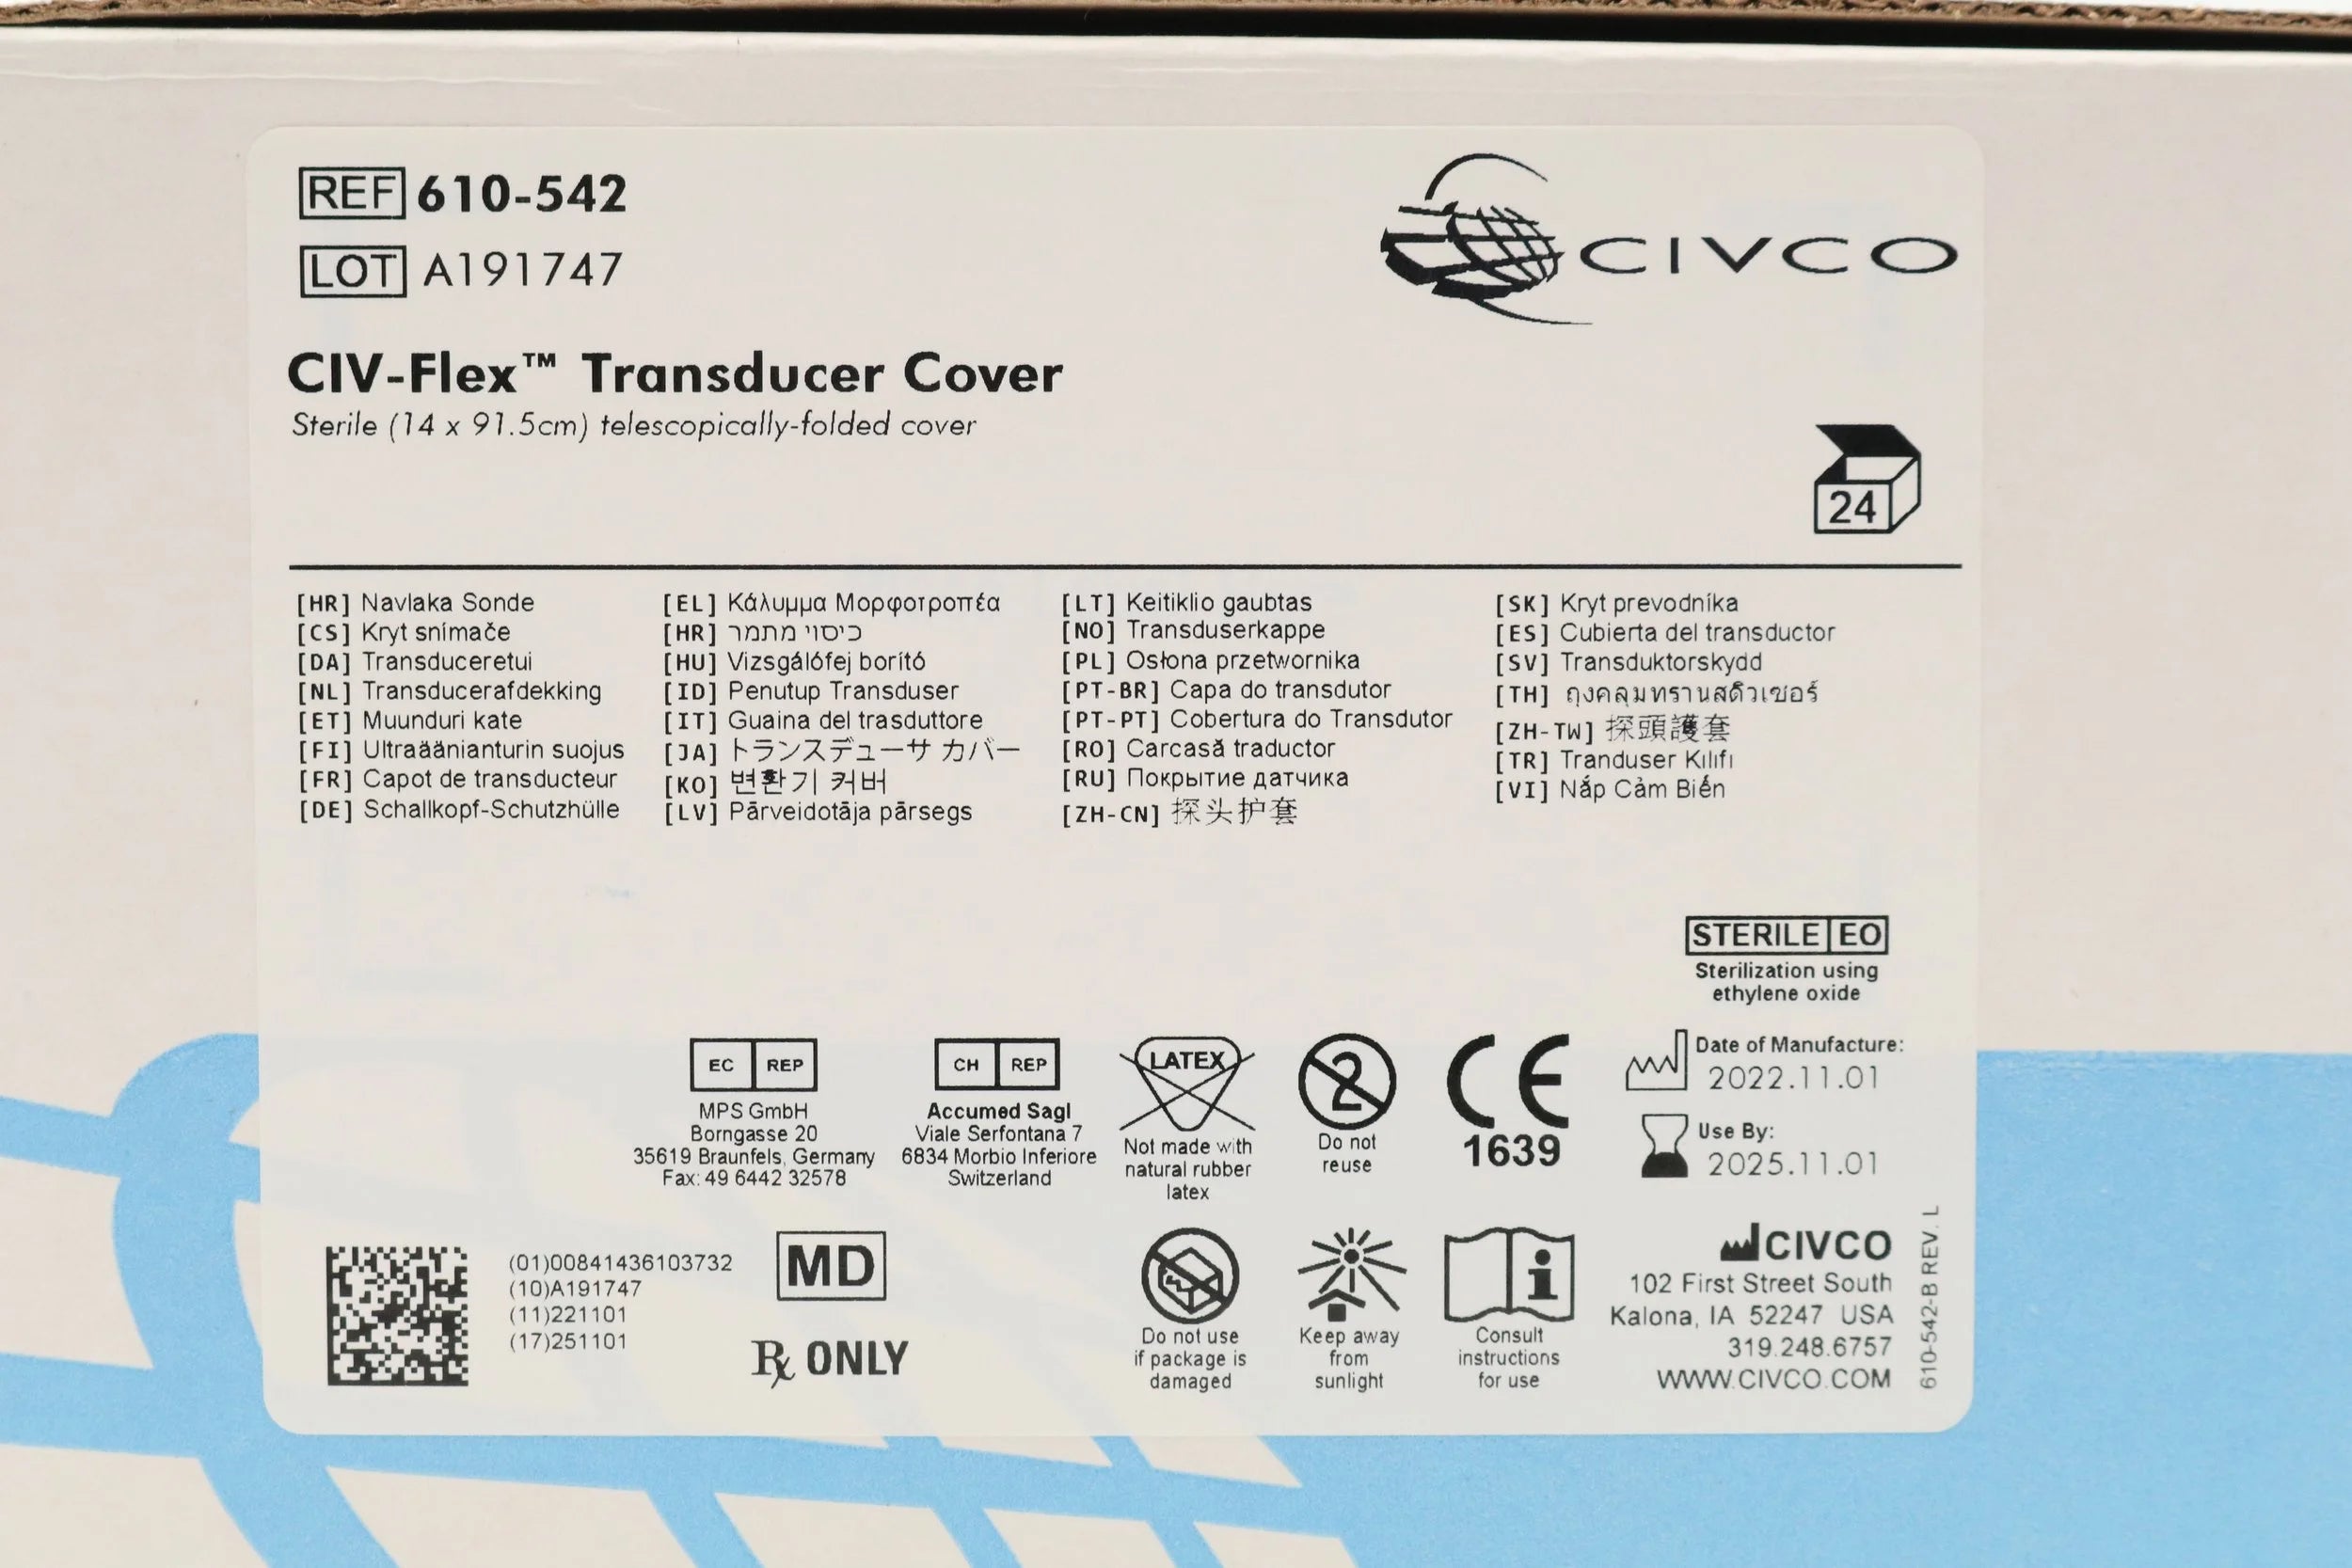 REF 610-542
LOT A191747
CIVCO
CIV-Flex™ Transducer Cover
Sterile (14 x 91.5cm) telescopically-folded cover
24
[HR] Navlaka Sonde
[CS] Kryt snímače
[DA] Transduceretui
[NL] Transducerafdekking
[ET] Muunduri kate
[FI] Ultraäänianturin suojus
[FR] Capot de transducteur
[DE] Schallkopf-Schutzhülle
[EL] Κάλυμμα Μορφοτροπέα
[HR] כיסוי מתמר
[HU] Vizsgálófej borító
[ID] Penutup Transduser
[IT] Guaina del trasduttore
[JA] トランスデューサ カバー
[KO] 변환기 커버
[LV] Pārveidotāja pārsegs
[LT] Keitiklio gaubtas
[NO] Transduserkappe
[PL] Osłona przetwornika
[PT-BR] Capa do transdutor
[PT-PT] Cobertura do Transdutor
[RO] Carcasă traductor
[RU] Покрытие датчика
[ZH-CN] 探头护套
[SK] Kryt prevodníka
[ES] Cubierta del transductor
[SV] Transduktorskydd
[TH] ถุงคลุมทรานสดิวเซอร์
[ZH-TW] 探頭護套
[TR] Tranduser Kılıfı
[VI] Nắp Cảm Biến
STERILE EO
Sterilization using
ethylene oxide
EC REP
MPS GmbH
Borngasse 20
35619 Braunfels, Germany
Fax: 49 6442 32578
CH REP
Accumed Sagl
Viale Serfontana 7
6834 Morbio Inferiore
Switzerland
LATEX
Not made with
natural rubber
latex
2
Do not
reuse
CE
1639
Date of Manufacture:
2022.11.01
Use By:
2025.11.01
(01)00841436103732
(10)A191747
(11)221101
(17)251101
MD
Rx ONLY
Do not use
if package is
damaged
Keep away
from
sunlight
i
Consult
instructions
for use
CIVCO
102 First Street South
Kalona, IA 52247 USA
319.248.6757
WWW.CIVCO.COM
610-542-B REV. L